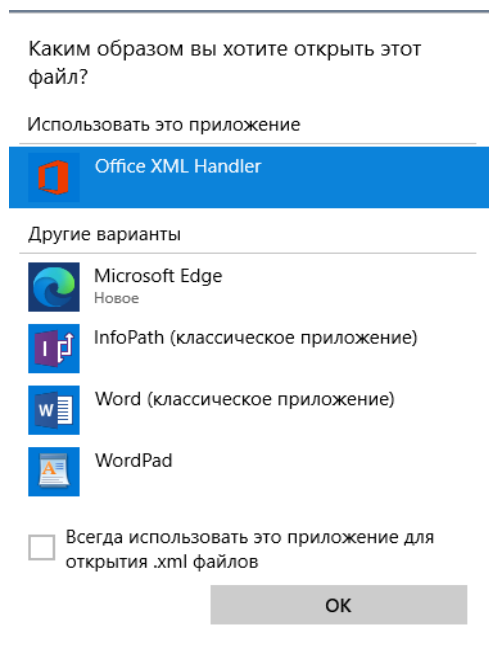 Каким образом вы хотите открыть этот
файл?
Использовать это приложение
Office XML Handler
Другие варианты
Microsoft Edge
Новое
InfoPath (классическое приложение)
Word (классическое приложение)
WordPad
Всегда использовать это приложение для
открытия .xml файлов
ОК